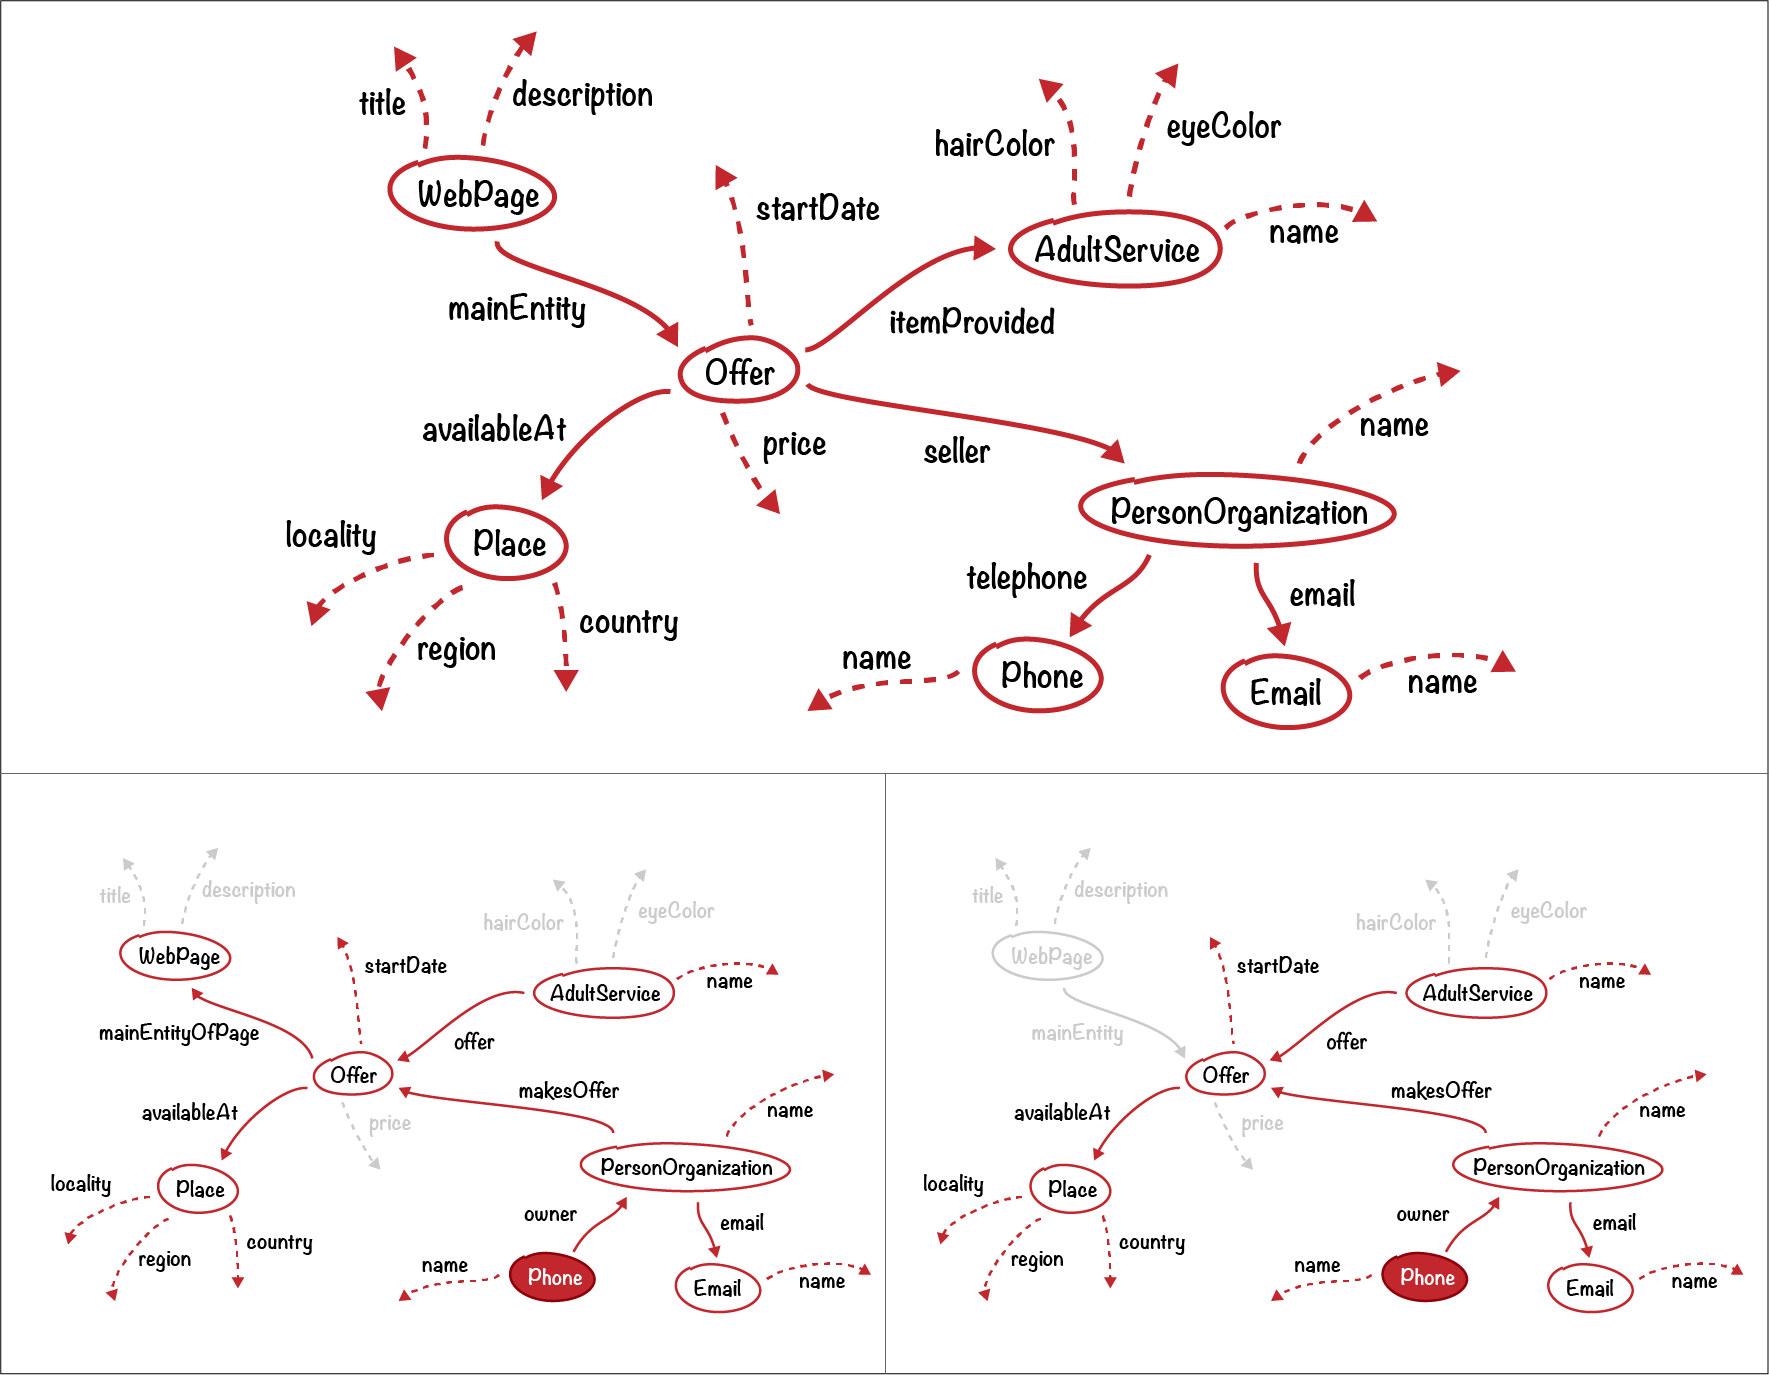 title
description
WebPage
hairColor
eyeColor
AdultService
name
startDate
mainEntity
itemProvided
Offer
availableAt
price
seller
name
PersonOrganization
locality
Place
region
country
telephone
email
name
Phone
Email
name
title
description
WebPage
hairColor
eyeColor
startDate
AdultService
name
mainEntityOfPage
offer
Offer
makesOffer
availableAt
price
name
PersonOrganization
locality
Place
region
country
owner
email
name
Phone
Email
name
title
description
WebPage
hairColor
eyeColor
startDate
AdultService
name
mainEntity
offer
Offer
makesOffer
availableAt
price
name
PersonOrganization
locality
Place
region
country
owner
email
name
Phone
Email
name